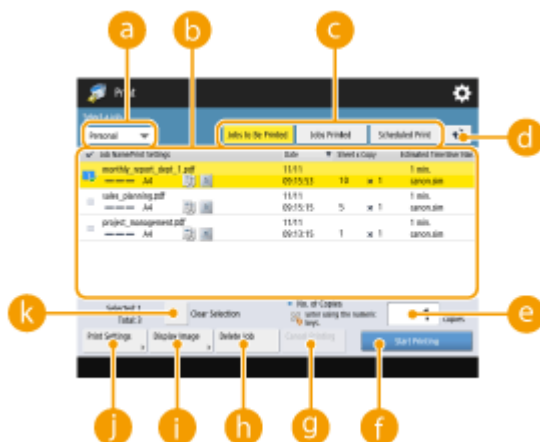 a
b
c
Print
Select a job
Personal
Jobs to Be Printed
Jobs Printed
Scheduled Print
d
Job Name/Print Settings
Date
Sheet x Copy
Estimated Time/User Name
monthly_report_dept_1.pdf
11/11
1 min.
A4
09:15:53
10 x 1
canon.sim
sales_planning.pdf
11/11
1 min.
A4
09:15:15
5 x 1
canon.sim
project_management.pdf
11/11
1 min.
A4
09:13:15
1 x 1
canon.sim
k
Selected: 1
Total: 3
Clear Selection
No. of Copies
Enter using the numeric
keys.
copies
e
Print Settings
Display Image
Delete Job
Cancel Printing
Start Printing
j
i
h
g
f